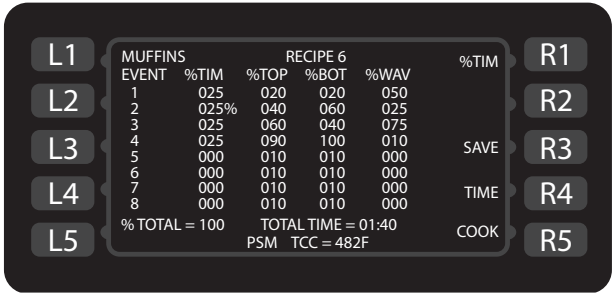 L1 MUFFINS RECIPE 6 %TIM R1
EVENT %TIM %TOP %BOT %WAV
1 025 020 020 050
L2 2 025% 040 060 025 R2
3 025 060 040 075
L3 4 025 090 100 010 SAVE R3
5 000 010 010 000
6 000 010 010 000
L4 7 000 010 010 000 TIME R4
8 000 010 010 000
% TOTAL = 100 TOTAL TIME = 01:40
L5 PSM TCC = 482F COOK R5